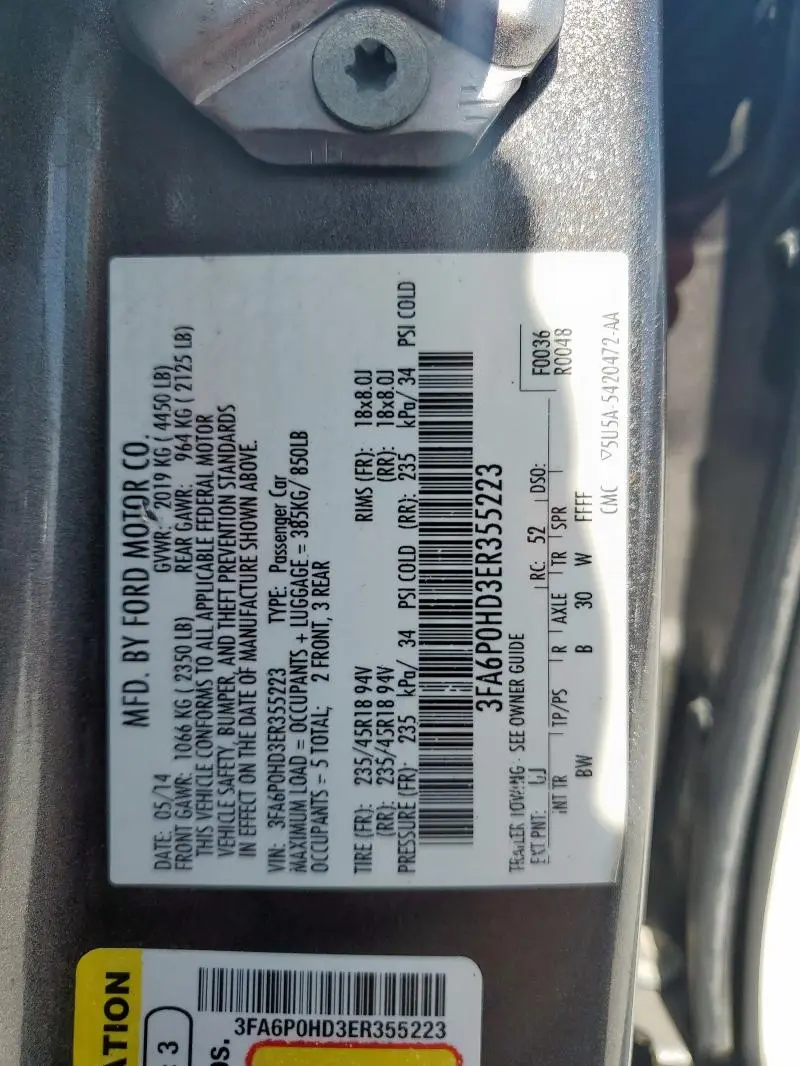 MFD. BY FORD MOTOR CO.
DATE: 05/14 GVWR: 2019 KG ( 4450 LB)
FRONT GAWR: 1066 KG ( 2350 LB) REAR GAWR: 964 KG ( 2125 LB)
THIS VEHICLE CONFORMS TO ALL APPLICABLE FEDERAL MOTOR
VEHICLE SAFETY, BUMPER, AND THEFT PREVENTION STANDARDS
IN EFFECT ON THE DATE OF MANUFACTURE SHOWN ABOVE.
VIN: 3FA6P0HD3ER355223 TYPE: Passenger Car
MAXIMUM LOAD = OCCUPANTS + LUGGAGE = 385KG/ 850LB
OCCUPANTS = 5 TOTAL; 2 FRONT, 3 REAR
TIRE (FR): 235/45R18 94V RIMS (FR): 18x8.0J
(RR): 235/45R18 94V (RR): 18x8.0J
PRESSURE (FR): 235 kPa/ 34 PSI COLD (RR): 235 kPa/ 34 PSI COLD
3FA6P0HD3ER355223
TRAILER TOWING - SEE OWNER GUIDE
EXT PNT: UJ RC: 52 DSO: F0036
R0048
INT TR TP/PS R AXLE TR SPR
BW B 30 W FFFF
CMC ▽5U5A-5420472-AA
ATION
3
os.
3FA6P0HD3ER355223